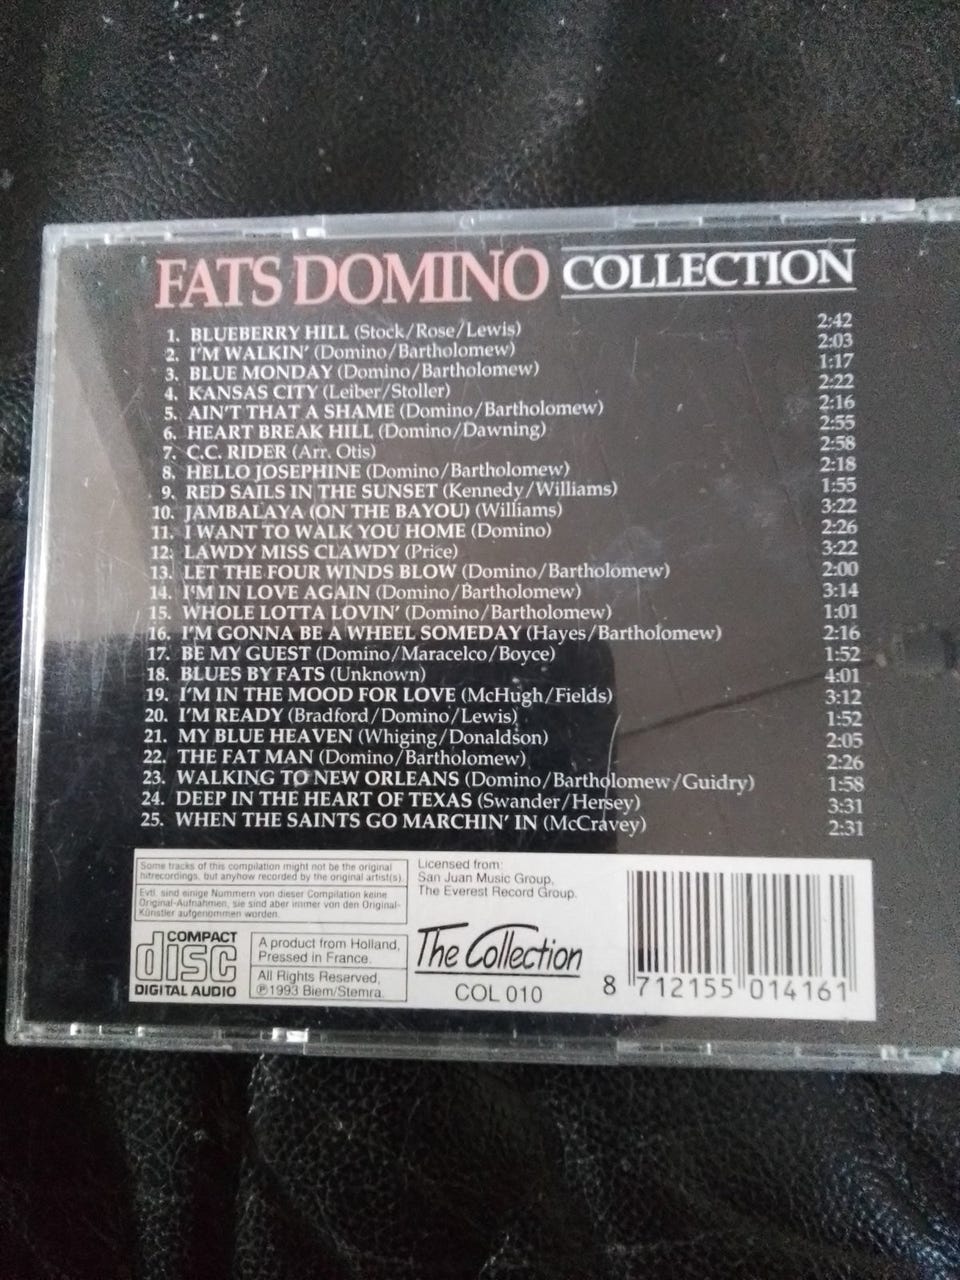 FATS DOMINO COLLECTION
1. BLUEBERRY HILL (Stock/Rose/Lewis) 2:42
2. I'M WALKIN' (Domino/Bartholomew) 2:03
3. BLUE MONDAY (Domino/Bartholomew) 1:17
4. KANSAS CITY (Leiber/Stoller) 2:22
5. AIN'T THAT A SHAME (Domino/Bartholomew) 2:16
6. HEART BREAK HILL (Domino/Dawning) 2:55
7. C.C. RIDER (Arr. Otis) 2:58
8. HELLO JOSEPHINE (Domino/Bartholomew) 2:18
9. RED SAILS IN THE SUNSET (Kennedy/Williams) 1:55
10. JAMBALAYA (ON THE BAYOU) (Williams) 3:22
11. I WANT TO WALK YOU HOME (Domino) 2:26
12. LAWDY MISS CLAWDY (Price) 3:22
13. LET THE FOUR WINDS BLOW (Domino/Bartholomew) 2:00
14. I'M IN LOVE AGAIN (Domino/Bartholomew) 3:14
15. WHOLE LOTTA LOVIN' (Domino/Bartholomew) 1:01
16. I'M GONNA BE A WHEEL SOMEDAY (Hayes/Bartholomew) 2:16
17. BE MY GUEST (Domino/Maracelco/Boyce) 1:52
18. BLUES BY FATS (Unknown) 4:01
19. I'M IN THE MOOD FOR LOVE (McHugh/Fields) 3:12
20. I'M READY (Bradford/Domino/Lewis) 1:52
21. MY BLUE HEAVEN (Whiging/Donaldson) 2:05
22. THE FAT MAN (Domino/Bartholomew) 2:26
23. WALKING TO NEW ORLEANS (Domino/Bartholomew/Guidry) 1:58
24. DEEP IN THE HEART OF TEXAS (Swander/Hersey) 3:31
25. WHEN THE SAINTS GO MARCHIN' IN (McCravey) 2:31
Some tracks of this compilation might not be the original
hitrecordings, but anyhow recorded by the original artist(s).
Evtl. sind einige Nummern von dieser Compilation keine
Original-Aufnahmen, sie sind aber immer von den Original-
Künstler aufgenommen worden.
COMPACT
disc
DIGITAL AUDIO
A product from Holland,
Pressed in France.
All Rights Reserved,
℗1993 Biem/Stemra.
Licensed from:
San Juan Music Group,
The Everest Record Group.
The Collection
COL 010
8 712155 014161